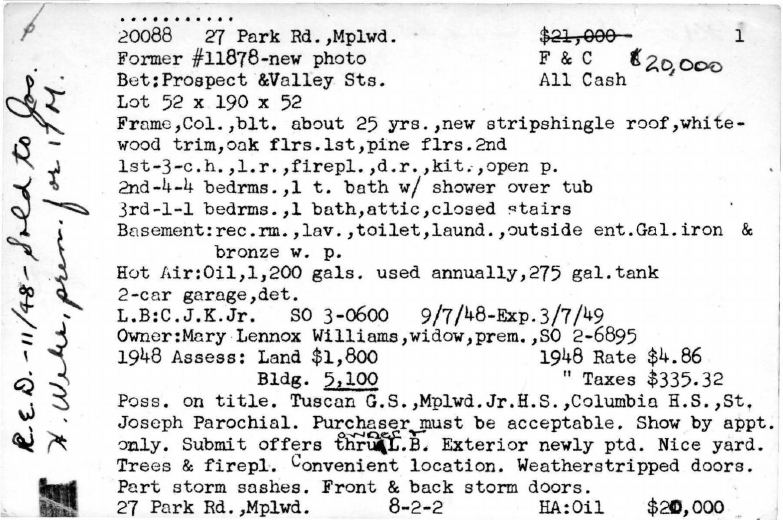 20088 27 Park Rd.,Mplwd. $21,000 1
Former #11878-new photo F & C $20,000
Bet:Prospect &Valley Sts. All Cash
Lot 52 x 190 x 52
Frame,Col.,blt. about 25 yrs.,new stripshingle roof,white-
wood trim,oak flrs.1st,pine flrs.2nd
1st-3-c.h.,l.r.,firepl.,d.r.,kit.,open p.
2nd-4-4 bedrms.,1 t. bath w/ shower over tub
3rd-1-1 bedrms.,1 bath,attic,closed stairs
Basement:rec.rm.,lav.,toilet,laund.,outside ent.Gal.iron &
bronze w. p.
Hot Air:Oil,1,200 gals. used annually,275 gal.tank
2-car garage,det.
L.B:C.J.K.Jr. SO 3-0600 9/7/48-Exp.3/7/49
Owner:Mary Lennox Williams,widow,prem.,SO 2-6895
1948 Assess: Land $1,800 1948 Rate $4.86
Bldg. 5,100 " Taxes $335.32
Poss. on title. Tuscan G.S.,Mplwd.Jr.H.S.,Columbia H.S.,St.
Joseph Parochial. Purchaser must be acceptable. Show by appt.
owner
only. Submit offers thru L.B. Exterior newly ptd. Nice yard.
Trees & firepl. Convenient location. Weatherstripped doors.
Part storm sashes. Front & back storm doors.
27 Park Rd.,Mplwd. 8-2-2 HA:Oil $20,000
R.E.D.-11/48-Sold to Jos.
H. Weke, prem. for 17 M.